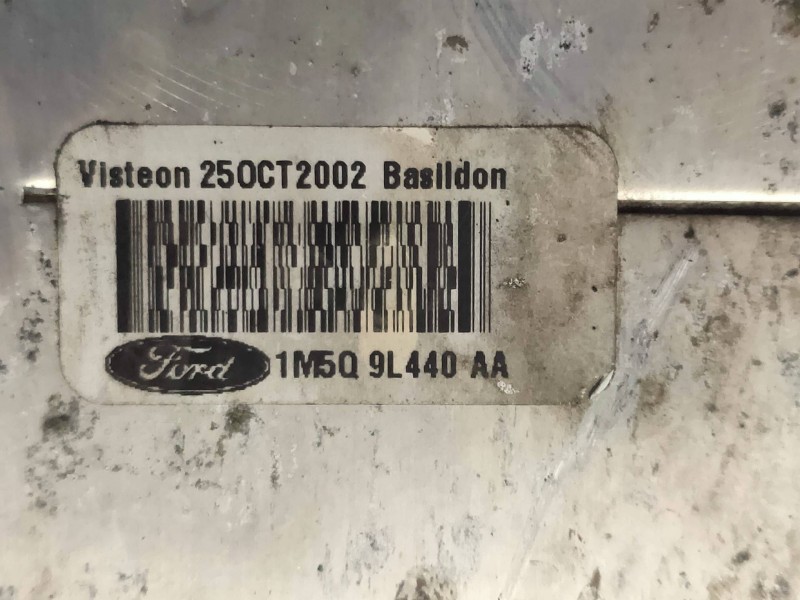 Visteon 25OCT2002 Basildon
Ford 1M5Q 9L440 AA